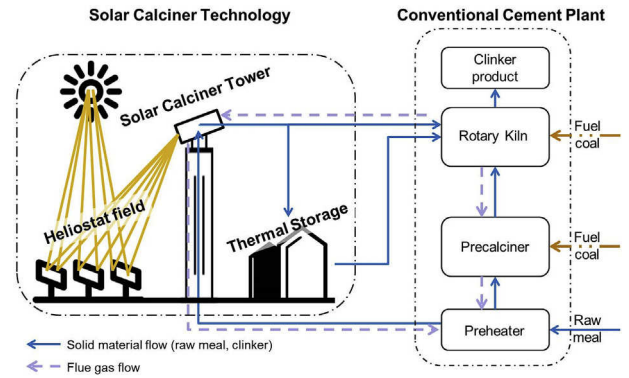 Solar Calciner Technology
Conventional Cement Plant
Clinker
product
Solar Calciner Tower
Rotary Kiln
Fuel
coal
Heliostat field
Thermal Storage
Precalciner
Fuel
coal
Preheater
Raw
meal
Solid material flow (raw meal, clinker)
Flue gas flow